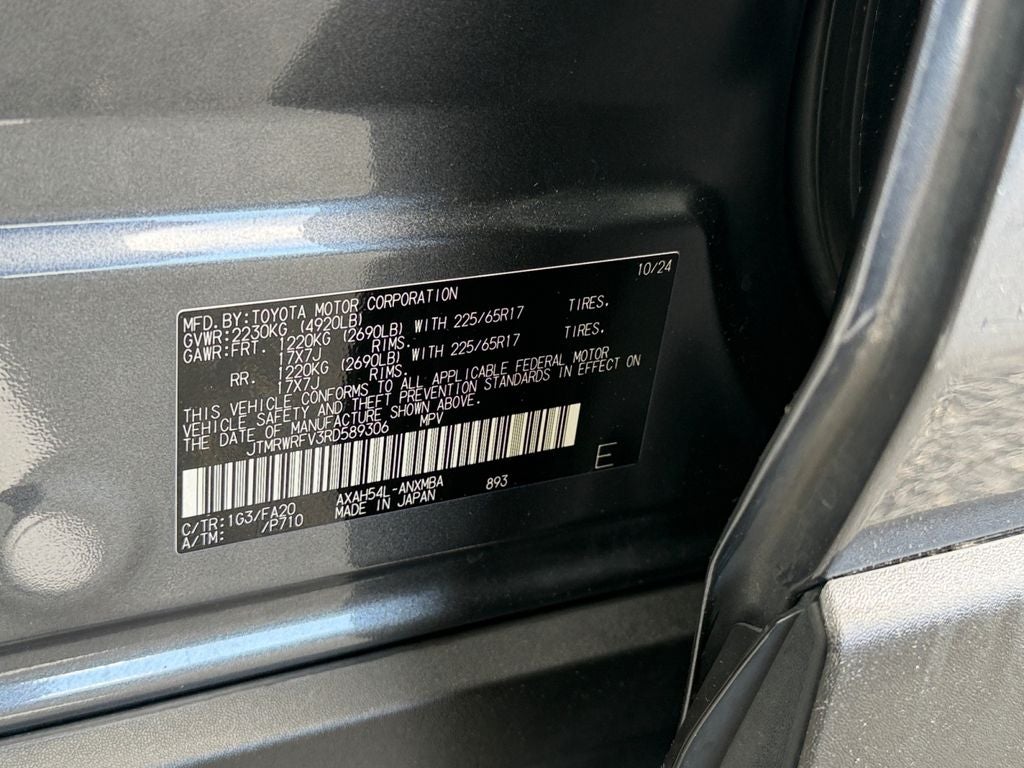 10/24
MFD.BY:TOYOTA MOTOR CORPORATION
GVWR:2230KG (4920LB)
GAWR:FRT. 1220KG (2690LB) WITH 225/65R17 TIRES.
17X7J RIMS.
RR. 1220KG (2690LB) WITH 225/65R17 TIRES.
17X7J RIMS.
THIS VEHICLE CONFORMS TO ALL APPLICABLE FEDERAL MOTOR
VEHICLE SAFETY AND THEFT PREVENTION STANDARDS IN EFFECT ON
THE DATE OF MANUFACTURE SHOWN ABOVE.
JTMRWRFV3RD589306 MPV
E
C/TR:1G3/FA20 AXAH54L-ANXMBA 893
A/TM: /P710 MADE IN JAPAN